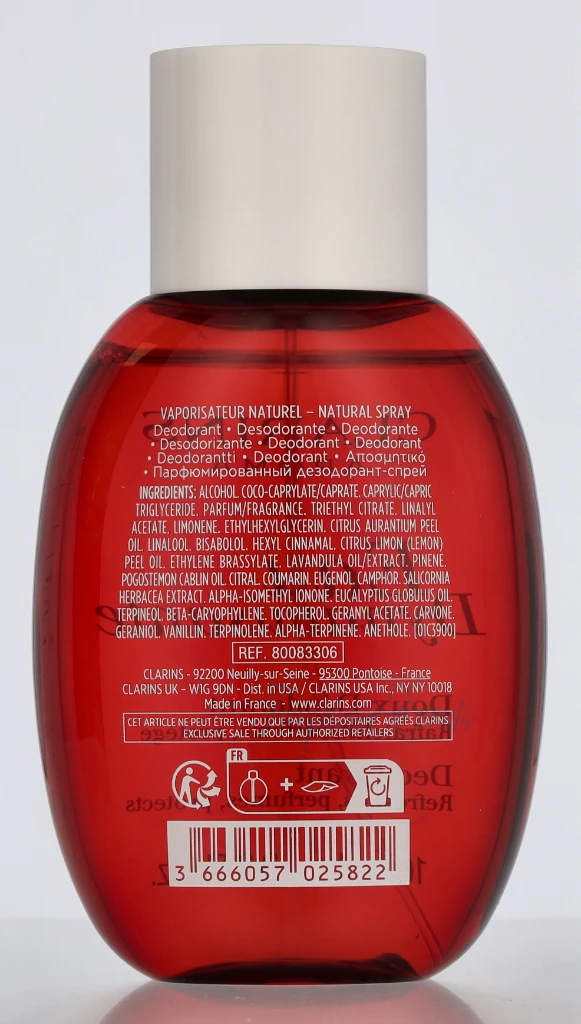 VAPORISATEUR NATUREL – NATURAL SPRAY
Deodorant • Desodorante • Deodorante
• Desodorizante • Deodorant • Deodorant
• Deodorantti • Deodorant • Αποσμητικό
• Парфюмированный дезодорант-спрей
INGREDIENTS: ALCOHOL. COCO-CAPRYLATE/CAPRATE. CAPRYLIC/CAPRIC
TRIGLYCERIDE. PARFUM/FRAGRANCE. TRIETHYL CITRATE. LINALYL
ACETATE. LIMONENE. ETHYLHEXYLGLYCERIN. CITRUS AURANTIUM PEEL
OIL. LINALOOL. BISABOLOL. HEXYL CINNAMAL. CITRUS LIMON (LEMON)
PEEL OIL. ETHYLENE BRASSYLATE. LAVANDULA OIL/EXTRACT. PINENE.
POGOSTEMON CABLIN OIL. CITRAL. COUMARIN. EUGENOL. CAMPHOR. SALICORNIA
HERBACEA EXTRACT. ALPHA-ISOMETHYL IONONE. EUCALYPTUS GLOBULUS OIL.
TERPINEOL. BETA-CARYOPHYLLENE. TOCOPHEROL. GERANYL ACETATE. CARVONE.
GERANIOL. VANILLIN. TERPINOLENE. ALPHA-TERPINENE. ANETHOLE. [01C3900]
REF. 80083306
CLARINS – 92200 Neuilly-sur-Seine - 95300 Pontoise - France
CLARINS UK - W1G 9DN - Dist. in USA / CLARINS USA Inc., NY NY 10018
Made in France - www.clarins.com
CET ARTICLE NE PEUT ÊTRE VENDU QUE PAR LES DÉPOSITAIRES AGRÉÉS CLARINS
EXCLUSIVE SALE THROUGH AUTHORIZED RETAILERS
FR
+
3 666057 025822